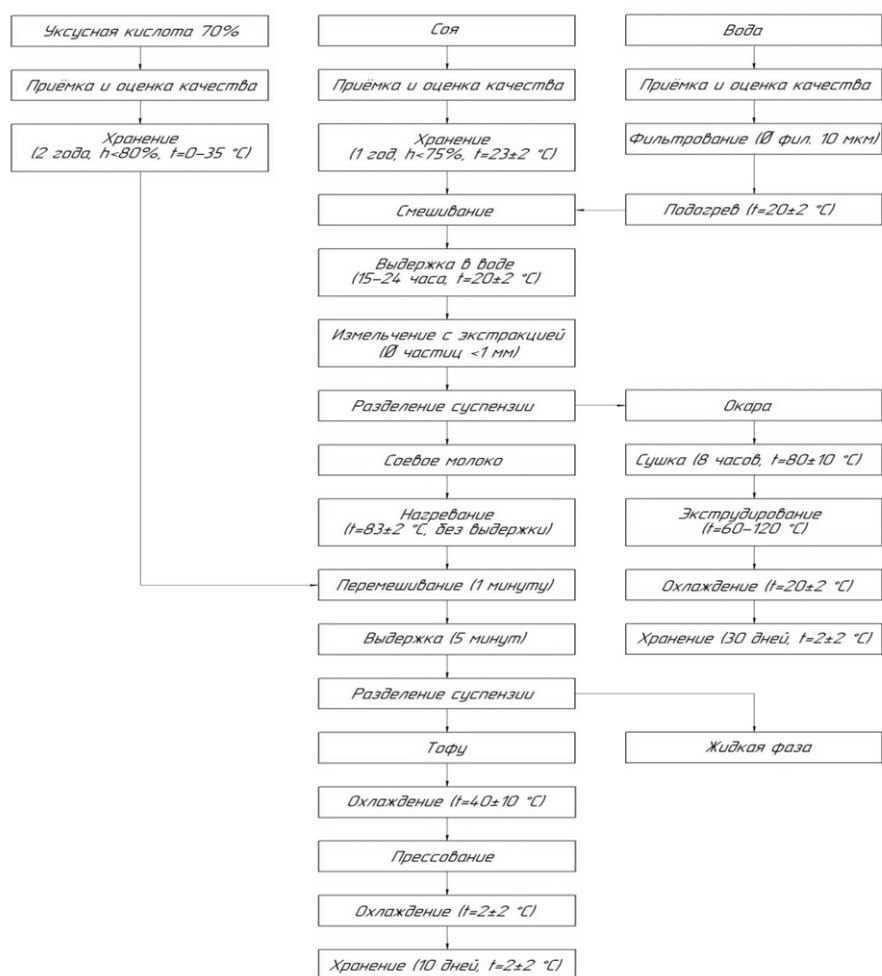 Уксусная кислота 70%
Соя
Вода
Приёмка и оценка качества
Приёмка и оценка качества
Приёмка и оценка качества
Хранение
(2 года, h<80%, t=0-35 °C)
Хранение
(1 год, h<75%, t=23±2 °C)
Фильтрование (Ø фил. 10 мкм)
Смешивание
Подогрев (t=20±2 °C)
Выдержка в воде
(15-24 часа, t=20±2 °C)
Измельчение с экстракцией
(Ø частиц <1 мм)
Разделение суспензии
Окара
Соевое молоко
Сушка (8 часов, t=80±10 °C)
Нагревание
(t=83±2 °C, без выдержки)
Экструдирование
(t=60-120 °C)
Перемешивание (1 минуту)
Охлаждение (t=20±2 °C)
Выдержка (5 минут)
Хранение (30 дней, t=2±2 °C)
Разделение суспензии
Тофу
Жидкая фаза
Охлаждение (t=40±10 °C)
Прессование
Охлаждение (t=2±2 °C)
Хранение (10 дней, t=2±2 °C)